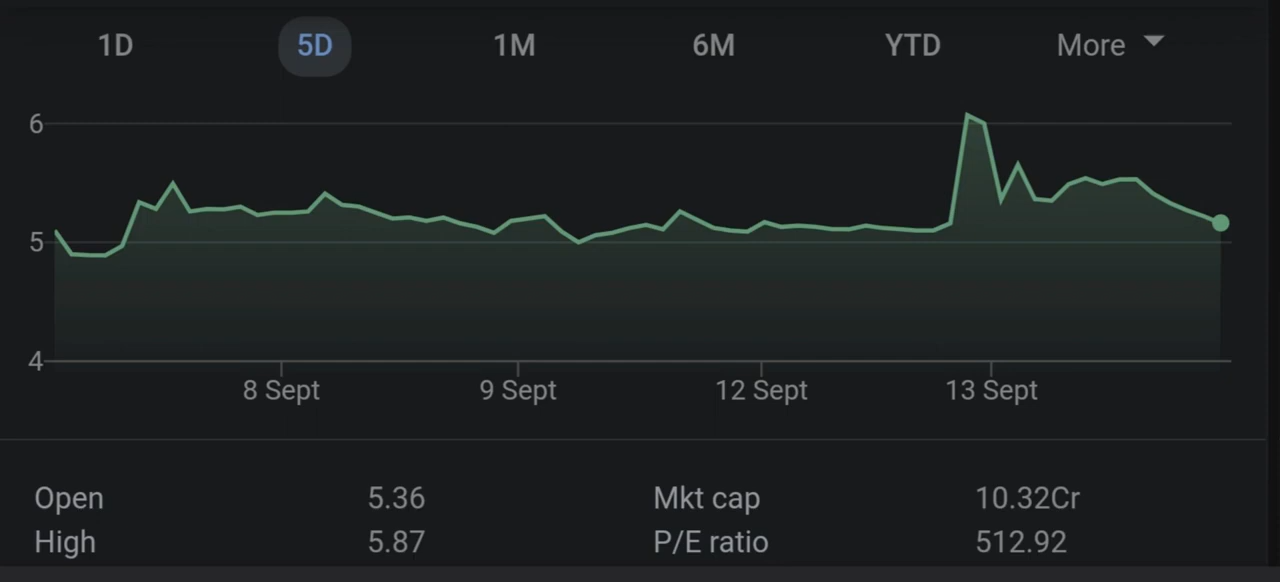 1D 5D 1M 6M YTD More
6
5
4
8 Sept 9 Sept 12 Sept 13 Sept
Open 5.36 Mkt cap 10.32Cr
High 5.87 P/E ratio 512.92